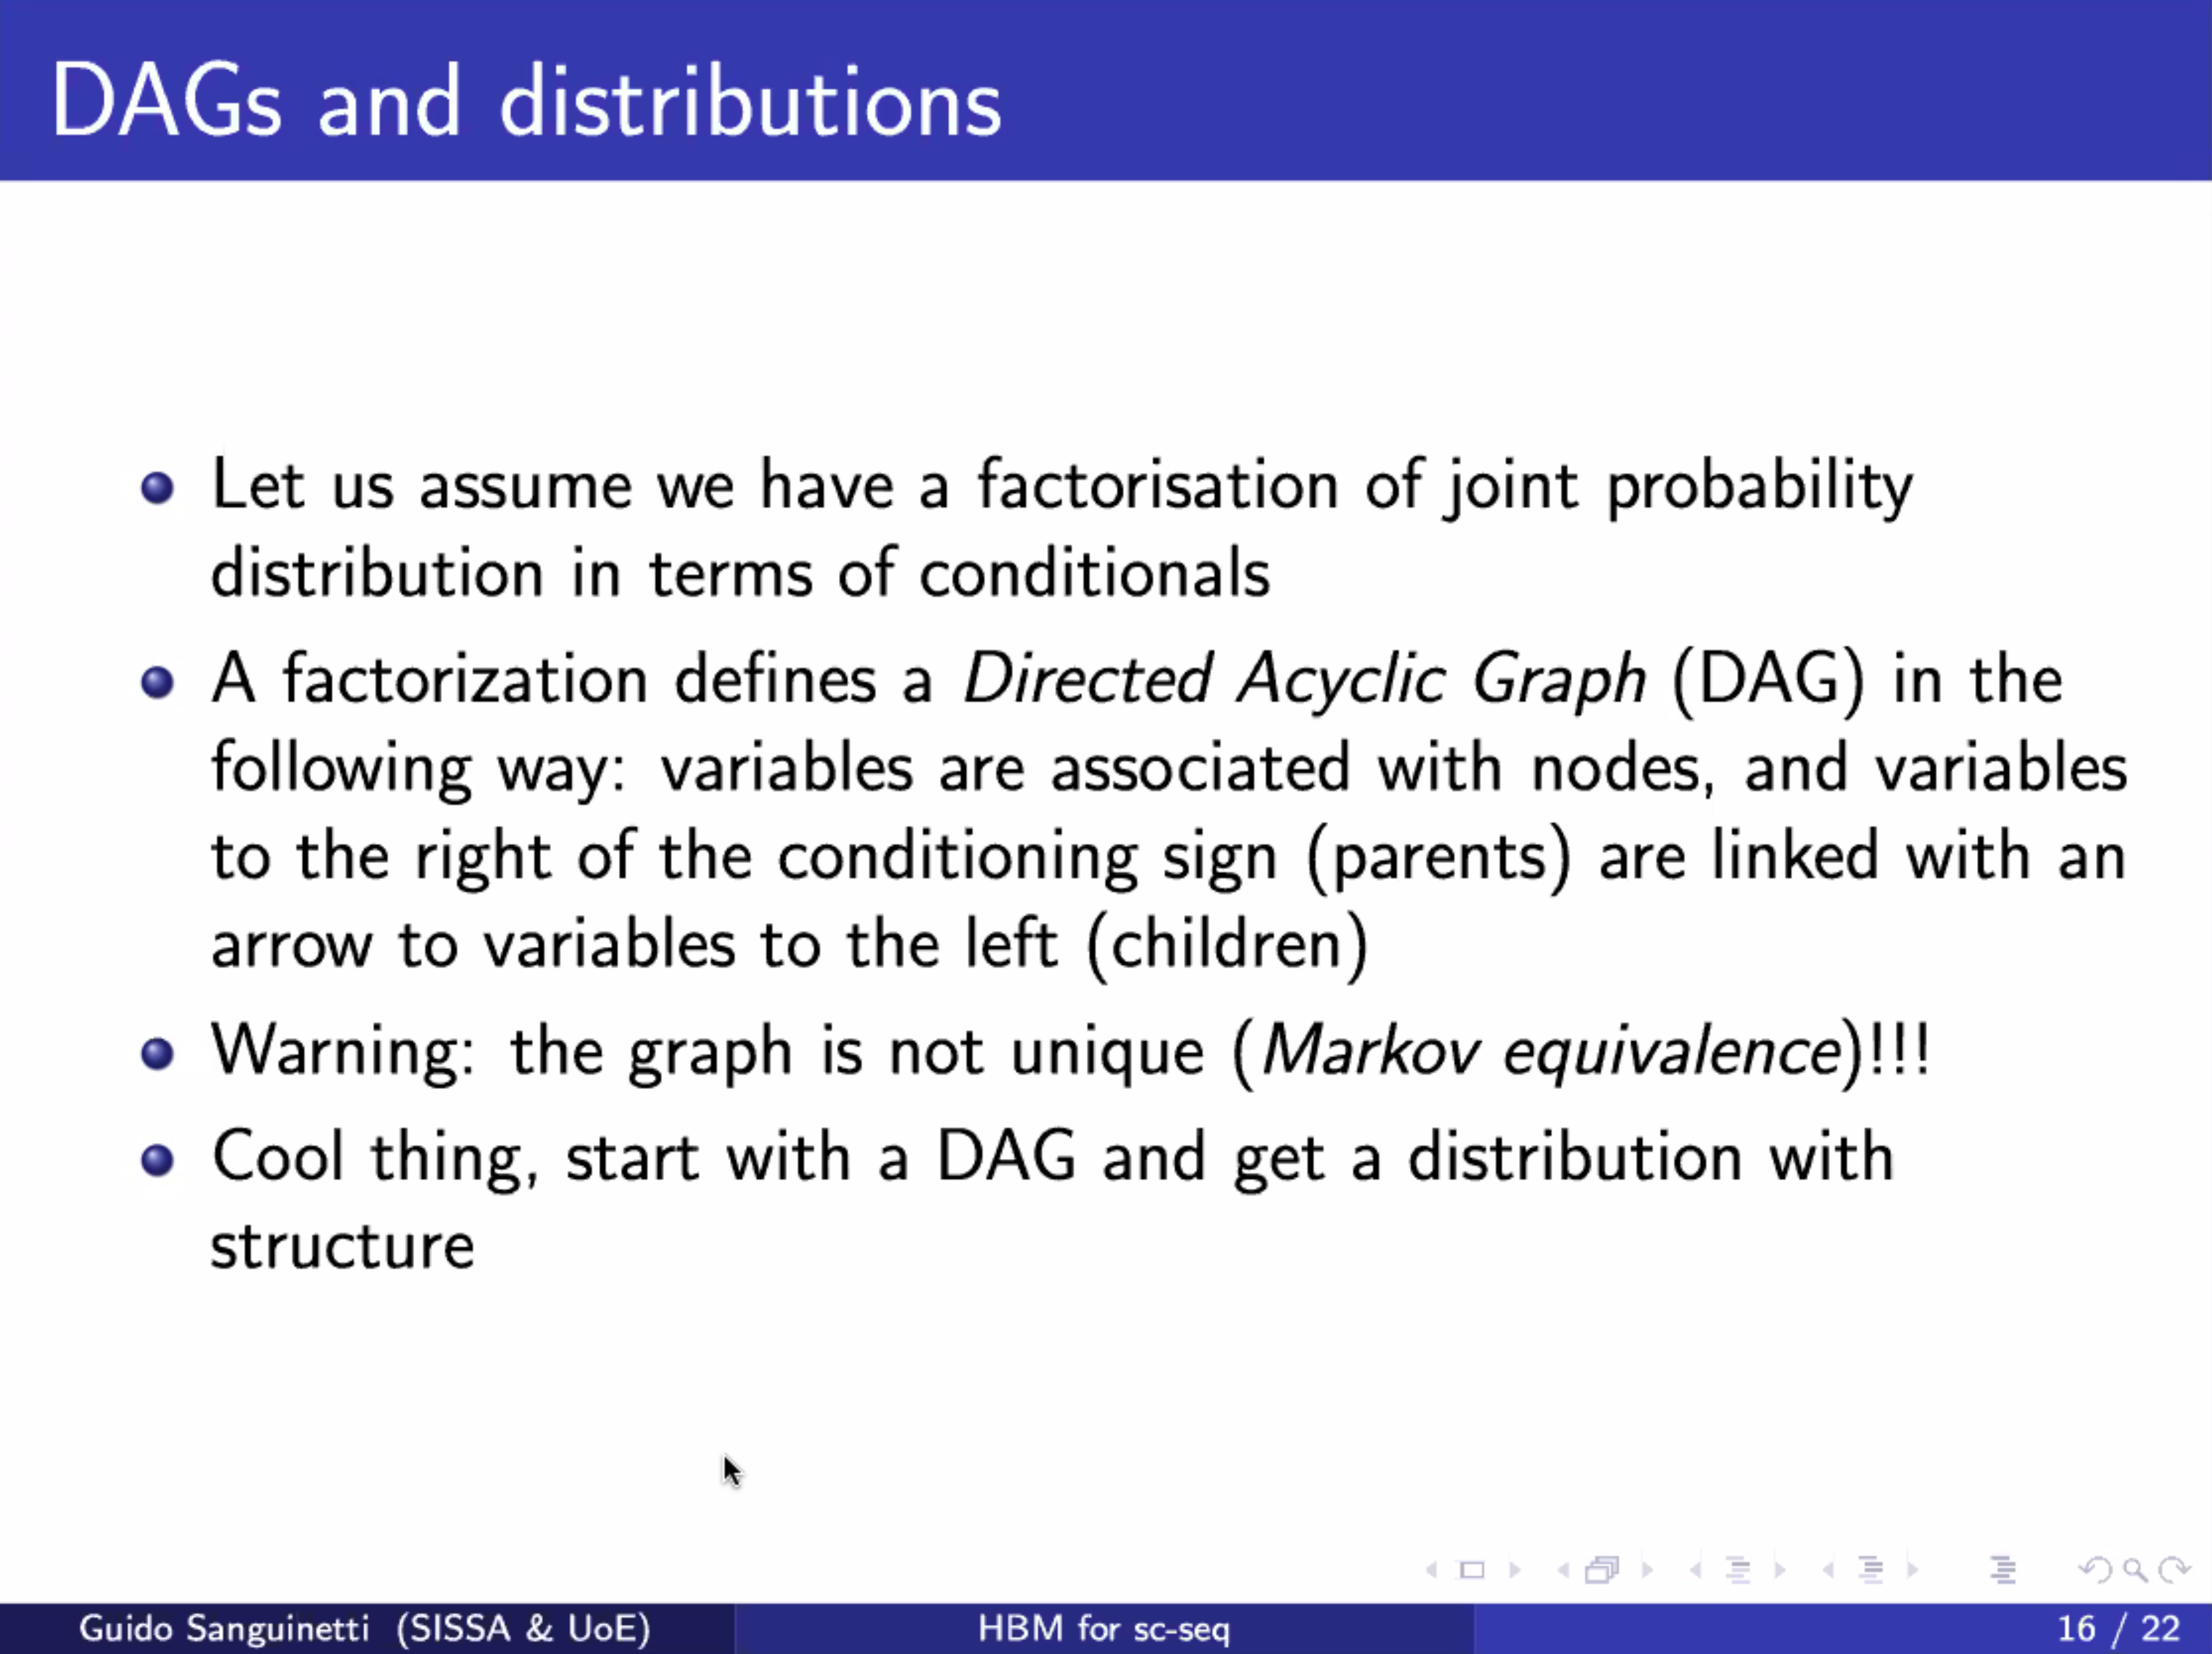 DAGs and distributions
Let us assume we have a factorisation of joint probability
distribution in terms of conditionals
A factorization defines a Directed Acyclic Graph (DAG) in the
following way: variables are associated with nodes, and variables
to the right of the conditioning sign (parents) are linked with an
arrow to variables to the left (children)
Warning: the graph is not unique (Markov equivalence)!!!
Cool thing, start with a DAG and get a distribution with
structure
Guido Sanguinetti (SISSA & UoE)
HBM for sc-seq
16 / 22